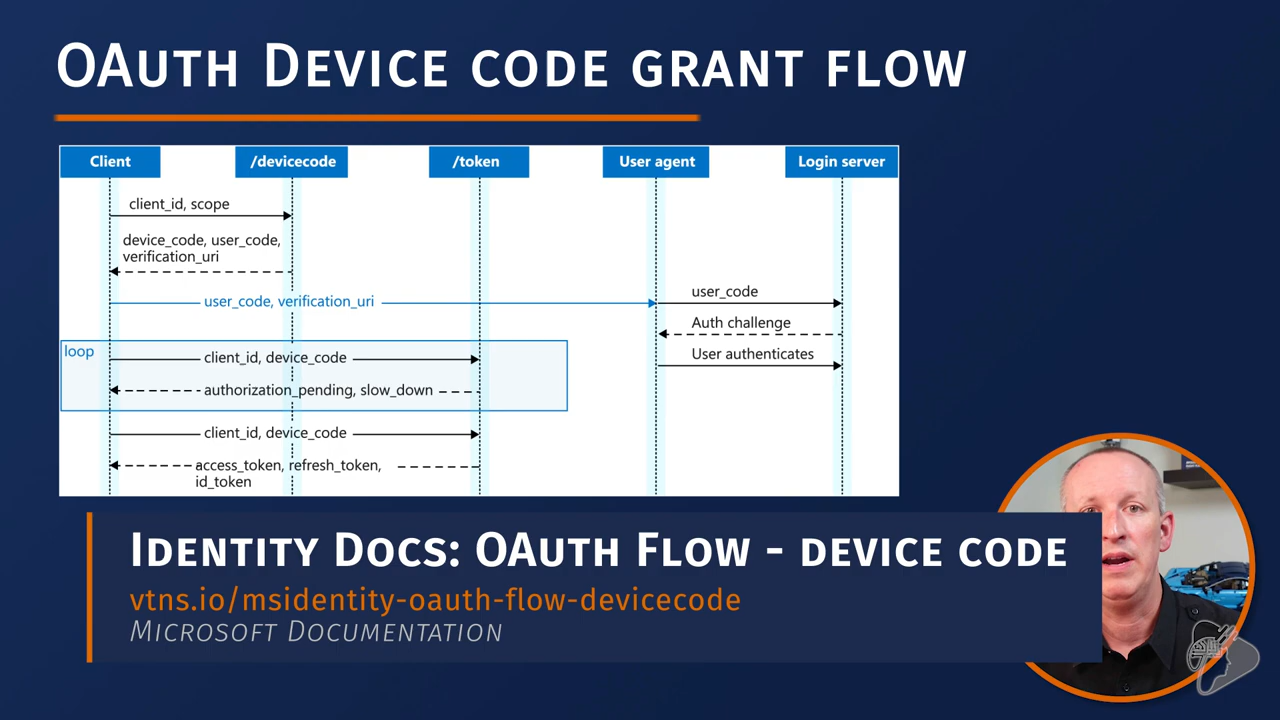 OAuth Device code grant flow
Client
/devicecode
/token
User agent
Login server
client_id, scope
device_code, user_code,
verification_uri
user_code, verification_uri
user_code
Auth challenge
User authenticates
loop
client_id, device_code
authorization_pending, slow_down
client_id, device_code
access_token, refresh_token,
id_token
Identity Docs: OAuth Flow - device code
vtns.io/msidentity-oauth-flow-devicecode
Microsoft Documentation